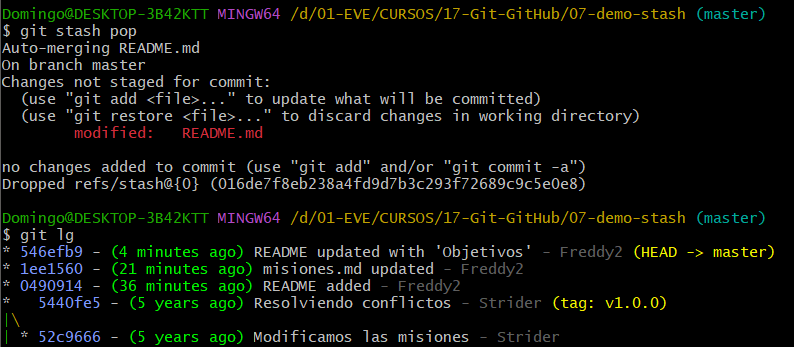 Domingo@DESKTOP-3B42KTT MINGW64 /d/01-EVE/CURSOS/17-Git-GitHub/07-demo-stash (master)
$ git stash pop
Auto-merging README.md
On branch master
Changes not staged for commit:
  (use "git add <file>..." to update what will be committed)
  (use "git restore <file>..." to discard changes in working directory)
        modified:   README.md

no changes added to commit (use "git add" and/or "git commit -a")
Dropped refs/stash@{0} (016de7f8eb238a4fd9d7b3c293f72689c9c5e0e8)

Domingo@DESKTOP-3B42KTT MINGW64 /d/01-EVE/CURSOS/17-Git-GitHub/07-demo-stash (master)
$ git lg
* 546efb9 - (4 minutes ago) README updated with 'Objetivos' - Freddy2 (HEAD -> master)
* 1ee1560 - (21 minutes ago) misiones.md updated - Freddy2
* 0490914 - (36 minutes ago) README added - Freddy2
*   5440fe5 - (5 years ago) Resolviendo conflictos - Strider (tag: v1.0.0)
|\
| * 52c9666 - (5 years ago) Modificamos las misiones - Strider